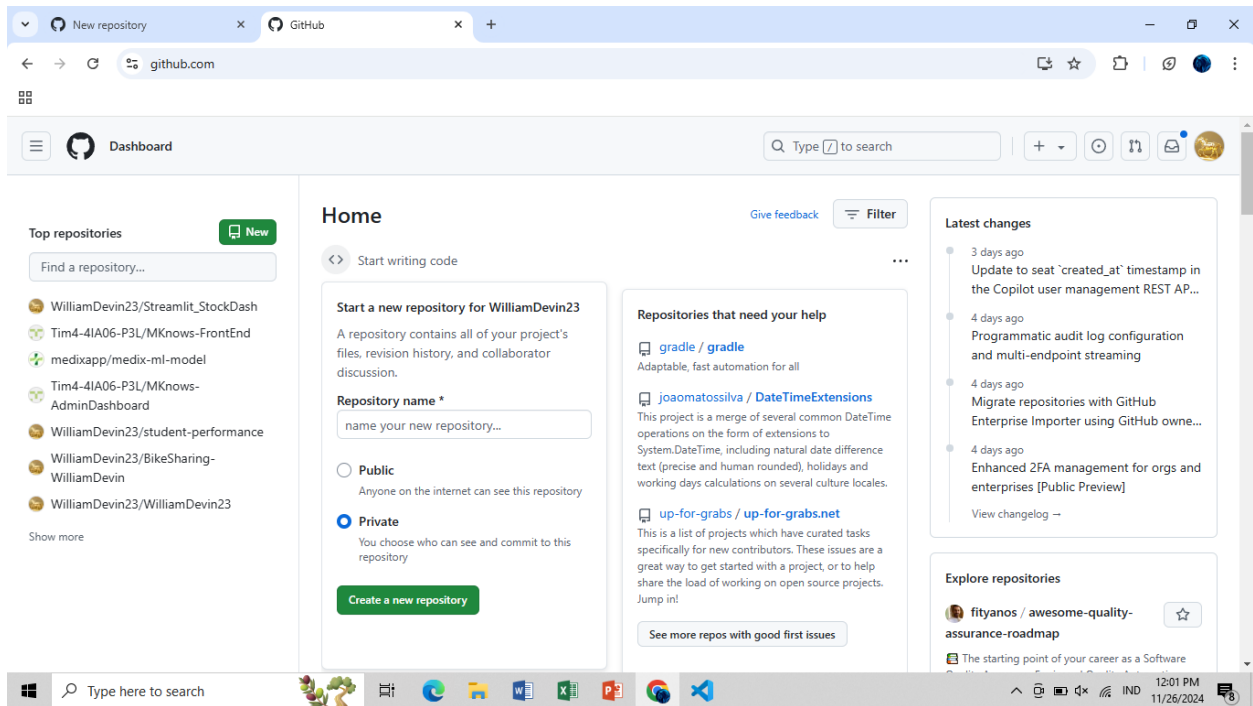 New repository
GitHub
github.com
Dashboard
Type / to search
Top repositories
New
Find a repository...
WilliamDevin23/Streamlit_StockDash
Tim4-4IA06-P3L/MKnows-FrontEnd
medixapp/medix-ml-model
Tim4-4IA06-P3L/MKnows-
AdminDashboard
WilliamDevin23/student-performance
WilliamDevin23/BikeSharing-
WilliamDevin
WilliamDevin23/WilliamDevin23
Show more
Home
Give feedback
Filter
Start writing code
Start a new repository for WilliamDevin23
A repository contains all of your project's
files, revision history, and collaborator
discussion.
Repository name *
name your new repository...
Public
Anyone on the internet can see this repository
Private
You choose who can see and commit to this
repository
Create a new repository
Repositories that need your help
gradle / gradle
Adaptable, fast automation for all
joaomatossilva / DateTimeExtensions
This project is a merge of several common DateTime
operations on the form of extensions to
System.DateTime, including natural date difference
text (precise and human rounded), holidays and
working days calculations on several culture locales.
up-for-grabs / up-for-grabs.net
This is a list of projects which have curated tasks
specifically for new contributors. These issues are a
great way to get started with a project, or to help
share the load of working on open source projects.
Jump in!
See more repos with good first issues
Latest changes
3 days ago
Update to seat `created_at` timestamp in
the Copilot user management REST AP...
4 days ago
Programmatic audit log configuration
and multi-endpoint streaming
4 days ago
Migrate repositories with GitHub
Enterprise Importer using GitHub owne...
4 days ago
Enhanced 2FA management for orgs and
enterprises [Public Preview]
View changelog →
Explore repositories
fityanos / awesome-quality-
assurance-roadmap
The starting point of your career as a Software
Type here to search
IND
12:01 PM
11/26/2024
8